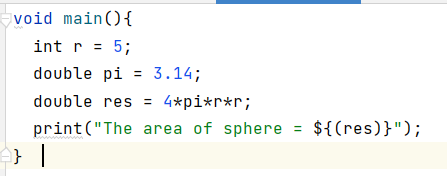 void main(){
int r = 5;
double pi = 3.14;
double res = 4*pi*r*r;
print("The area of sphere = ${(res)}");
}